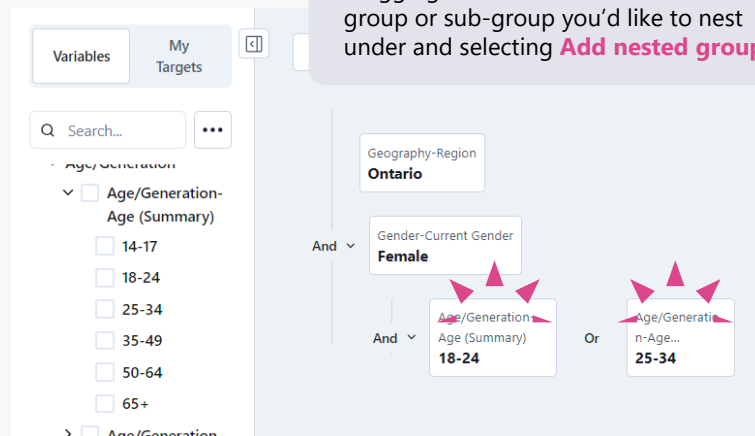 group or sub-group you'd like to nest
under and selecting Add nested group
Variables
My
Targets
Search...
Age/Generation
Age/Generation-
Age (Summary)
14-17
18-24
25-34
35-49
50-64
65+
Age/Generation
Geography-Region
Ontario
And
Gender-Current Gender
Female
And
Age/Generation-
Age (Summary)
18-24
Or
Age/Generatio
n-Age...
25-34